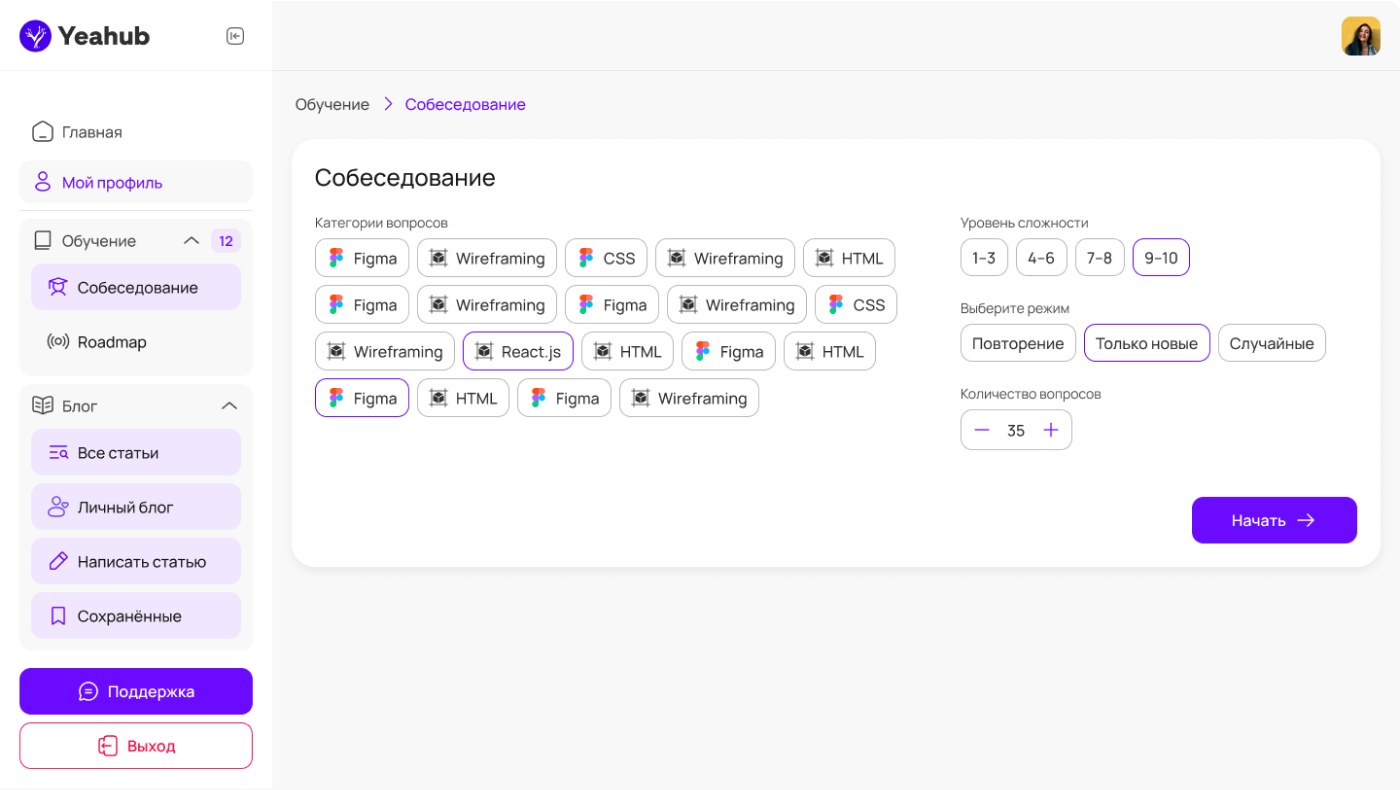 Yeahub
Главная
Мой профиль
Обучение 12
Собеседование
Roadmap
Блог
Все статьи
Личный блог
Написать статью
Сохранённые
Поддержка
Выход
Обучение Собеседование
Собеседование
Категории вопросов
Figma Wireframing CSS Wireframing HTML
Figma Wireframing Figma Wireframing CSS
Wireframing React.js HTML Figma HTML
Figma HTML Figma Wireframing
Уровень сложности
1–3 4–6 7–8 9–10
Выберите режим
Повторение Только новые Случайные
Количество вопросов
35
Начать